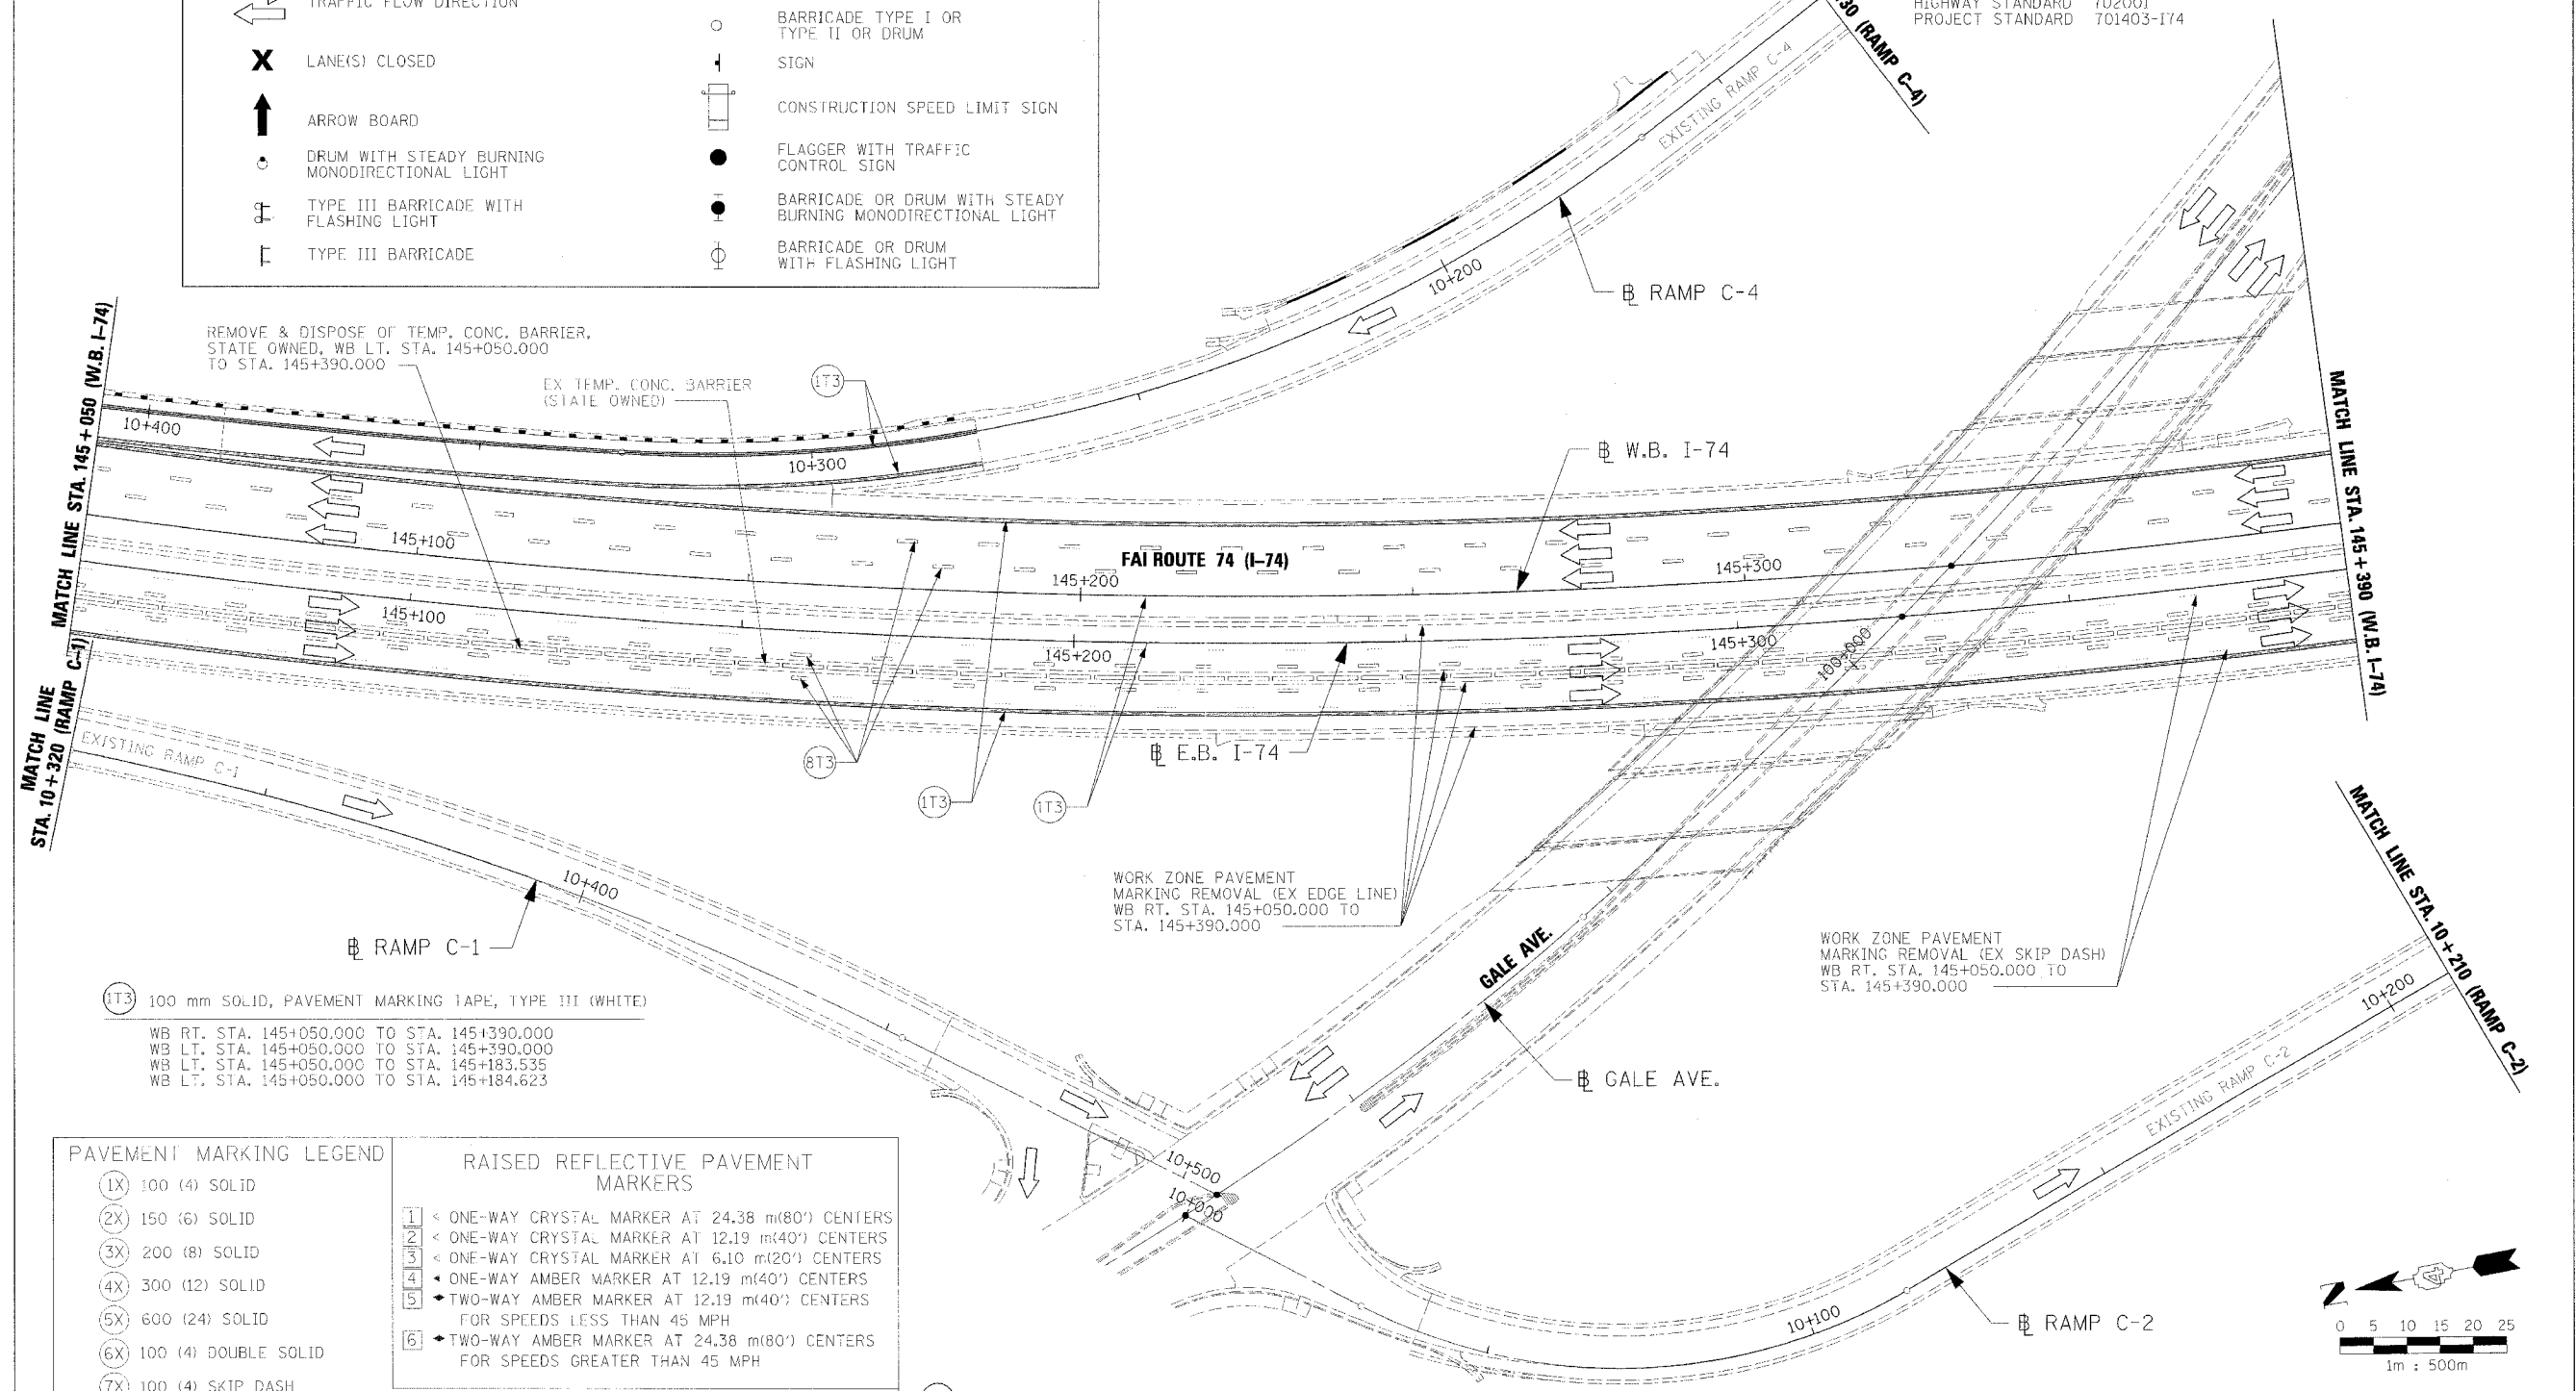 TRAFFIC FLOW DIRECTION
LANE(S) CLOSED
ARROW BOARD
DRUM WITH STEADY BURNING
MONODIRECTIONAL LIGHT
TYPE III BARRICADE WITH
FLASHING LIGHT
TYPE III BARRICADE
BARRICADE TYPE I OR
TYPE II OR DRUM
SIGN
CONSTRUCTION SPEED LIMIT SIGN
FLAGGER WITH TRAFFIC
CONTROL SIGN
BARRICADE OR DRUM WITH STEADY
BURNING MONODIRECTIONAL LIGHT
BARRICADE OR DRUM
WITH FLASHING LIGHT
HIGHWAY STANDARD 702001
PROJECT STANDARD 701403-I74
30 (RAMP C-4)
EXISTING RAMP C-4
10+200
BL RAMP C-4
MATCH LINE STA. 145+050 (W.B. I-74)
REMOVE & DISPOSE OF TEMP. CONC. BARRIER,
STATE OWNED, WB LT. STA. 145+050.000
TO STA. 145+390.000
EX TEMP. CONC. BARRIER
(STATE OWNED)
1T3
10+400
10+300
BL W.B. I-74
MATCH LINE STA. 145+390 (W.B. I-74)
145+100
FAI ROUTE 74 (I-74)
145+200
145+300
145+100
145+200
145+300
100+000
8T3
1T3
1T3
BL E.B. I-74
MATCH LINE
STA. 10+320 (RAMP C-1)
EXISTING RAMP C-1
10+400
BL RAMP C-1
WORK ZONE PAVEMENT
MARKING REMOVAL (EX EDGE LINE)
WB RT. STA. 145+050.000 TO
STA. 145+390.000
WORK ZONE PAVEMENT
MARKING REMOVAL (EX SKIP DASH)
WB RT. STA. 145+050.000 TO
STA. 145+390.000
MATCH LINE STA. 10+210 (RAMP C-2)
GALE AVE.
BL GALE AVE.
10+200
EXISTING RAMP C-2
10+100
BL RAMP C-2
10+500
10+000
1T3 100 mm SOLID, PAVEMENT MARKING TAPE, TYPE III (WHITE)
WB RT. STA. 145+050.000 TO STA. 145+390.000
WB LT. STA. 145+050.000 TO STA. 145+390.000
WB LT. STA. 145+050.000 TO STA. 145+183.535
WB LT. STA. 145+050.000 TO STA. 145+184.623
PAVEMENT MARKING LEGEND
1X 100 (4) SOLID
2X 150 (6) SOLID
3X 200 (8) SOLID
4X 300 (12) SOLID
5X 600 (24) SOLID
6X 100 (4) DOUBLE SOLID
7X 100 (4) SKIP DASH
RAISED REFLECTIVE PAVEMENT
MARKERS
1 < ONE-WAY CRYSTAL MARKER AT 24.38 m(80') CENTERS
2 < ONE-WAY CRYSTAL MARKER AT 12.19 m(40') CENTERS
3 < ONE-WAY CRYSTAL MARKER AT 6.10 m(20') CENTERS
4 ◄ ONE-WAY AMBER MARKER AT 12.19 m(40') CENTERS
5 ◆ TWO-WAY AMBER MARKER AT 12.19 m(40') CENTERS
FOR SPEEDS LESS THAN 45 MPH
6 ◆ TWO-WAY AMBER MARKER AT 24.38 m(80') CENTERS
FOR SPEEDS GREATER THAN 45 MPH
0 5 10 15 20 25
1m : 500m